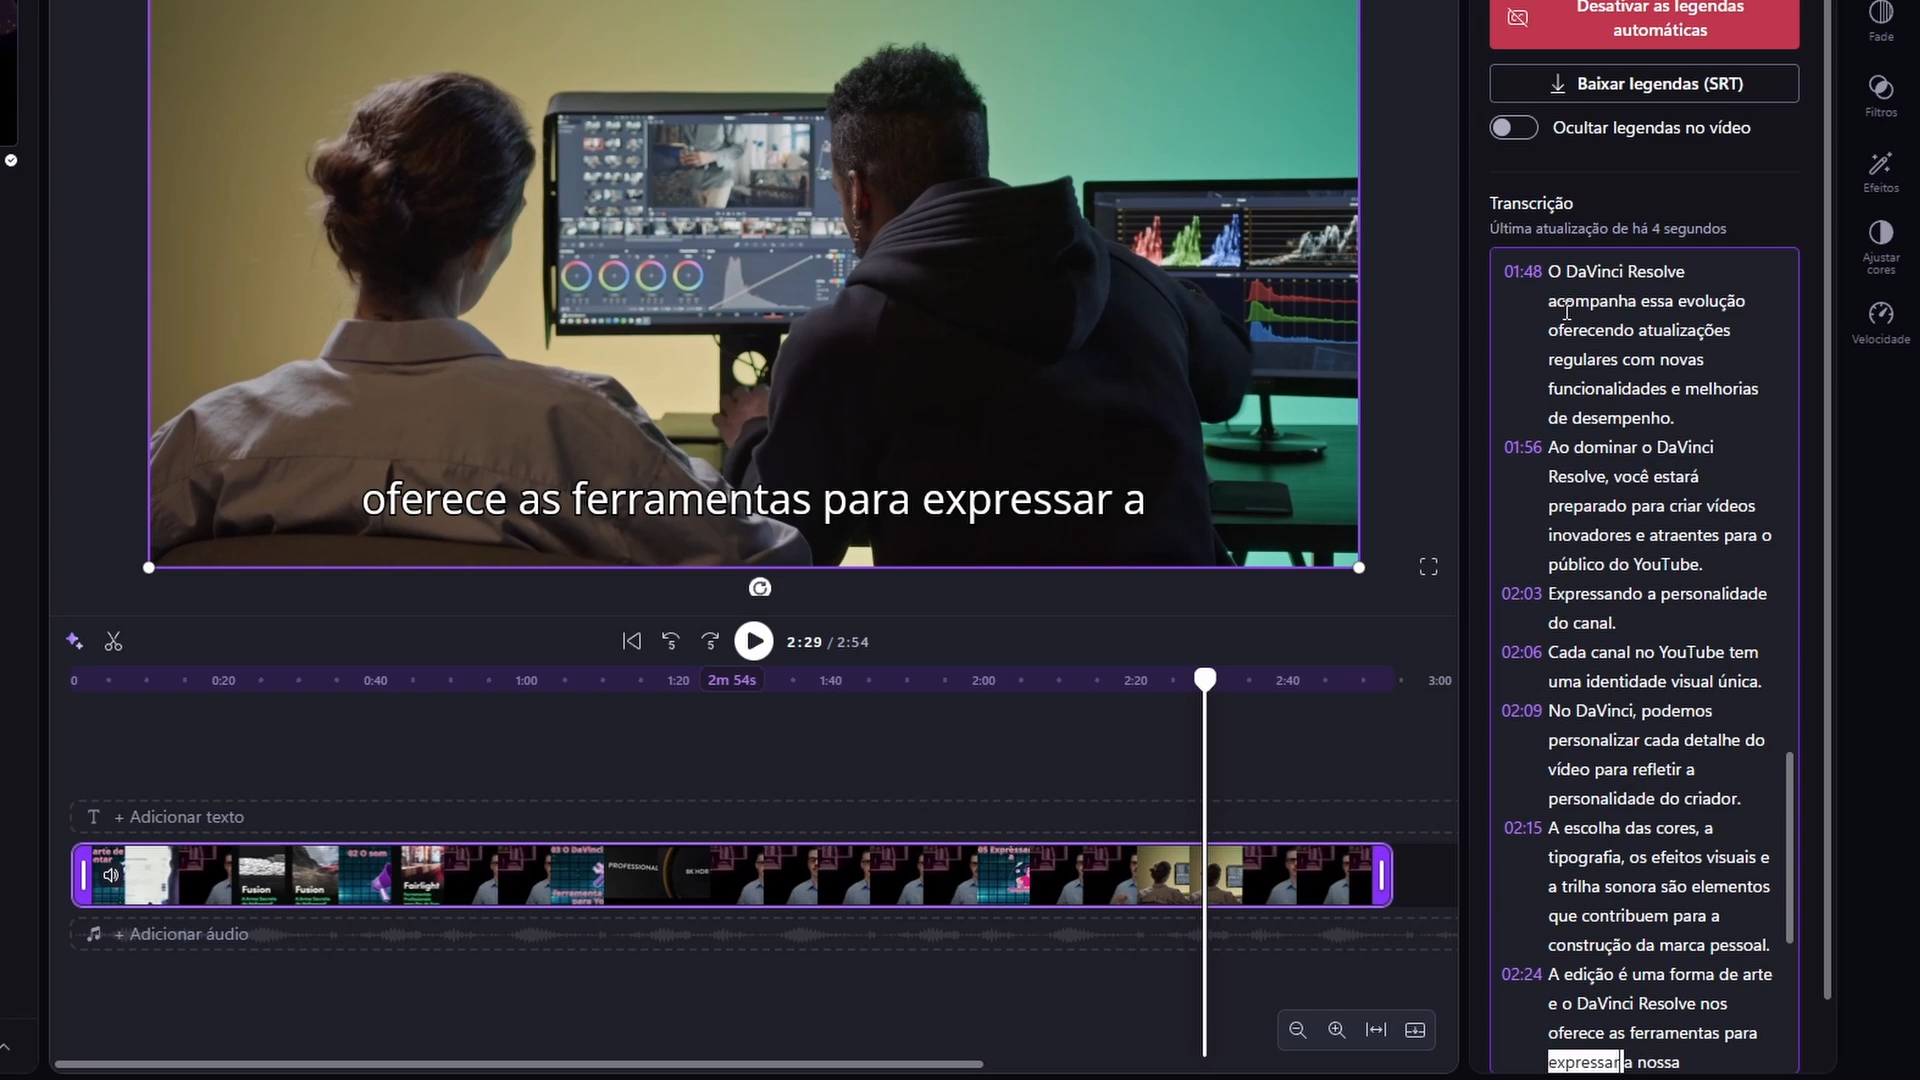 Desativar as legendas
automáticas
Baixar legendas (SRT)
Ocultar legendas no vídeo
Transcrição
Última atualização de há 4 segundos
01:48 O DaVinci Resolve
acompanha essa evolução
oferecendo atualizações
regulares com novas
funcionalidades e melhorias
de desempenho.
01:56 Ao dominar o DaVinci
Resolve, você estará
preparado para criar vídeos
inovadores e atraentes para o
público do YouTube.
02:03 Expressando a personalidade
do canal.
02:06 Cada canal no YouTube tem
uma identidade visual única.
02:09 No DaVinci, podemos
personalizar cada detalhe do
vídeo para refletir a
personalidade do criador.
02:15 A escolha das cores, a
tipografia, os efeitos visuais e
a trilha sonora são elementos
que contribuem para a
construção da marca pessoal.
02:24 A edição é uma forma de arte
e o DaVinci Resolve nos
oferece as ferramentas para
expressar a nossa
Fade
Filtros
Efeitos
Ajustar
cores
Velocidade
oferece as ferramentas para expressar a
5 5 2:29 / 2:54
0 0:20 0:40 1:00 1:20 2m 54s 1:40 2:00 2:20 2:40 3:00
T + Adicionar texto
arte de
Fusion
Fusion
02 O sem
Fairlight
03 O DaVinci
Ferramenta
para Yo
PROFESSIONAL
8K HDR
05 Expressar
a
+ Adicionar áudio